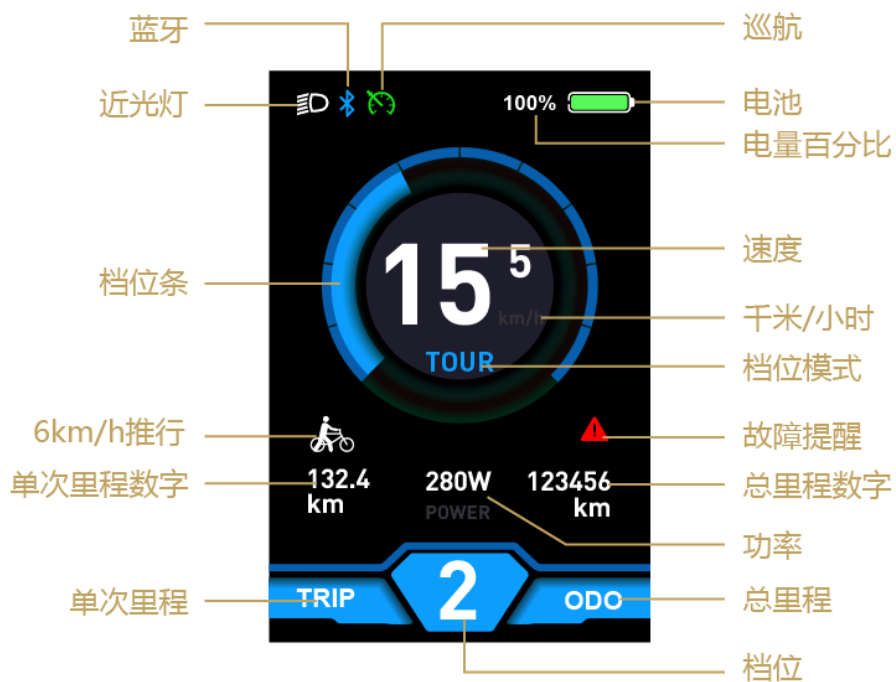 蓝牙
巡航
近光灯
100%
电池
电量百分比
15 5
速度
档位条
km/h
千米/小时
TOUR
档位模式
6km/h推行
故障提醒
单次里程数字
132.4
km
280W
POWER
123456
km
总里程数字
功率
单次里程
TRIP
2
ODO
总里程
档位